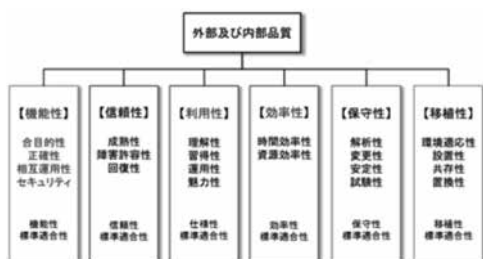 外部及び内部品質
【機能性】
合目的性
正確性
相互運用性
セキュリティ
機能性
標準適合性
【信頼性】
成熟性
障害許容性
回復性
信頼性
標準適合性
【利用性】
理解性
習得性
運用性
魅力性
仕様性
標準適合性
【効率性】
時間効率性
資源効率性
効率性
標準適合性
【保守性】
解析性
変更性
安定性
試験性
保守性
標準適合性
【移植性】
環境適応性
設置性
共存性
置換性
移植性
標準適合性